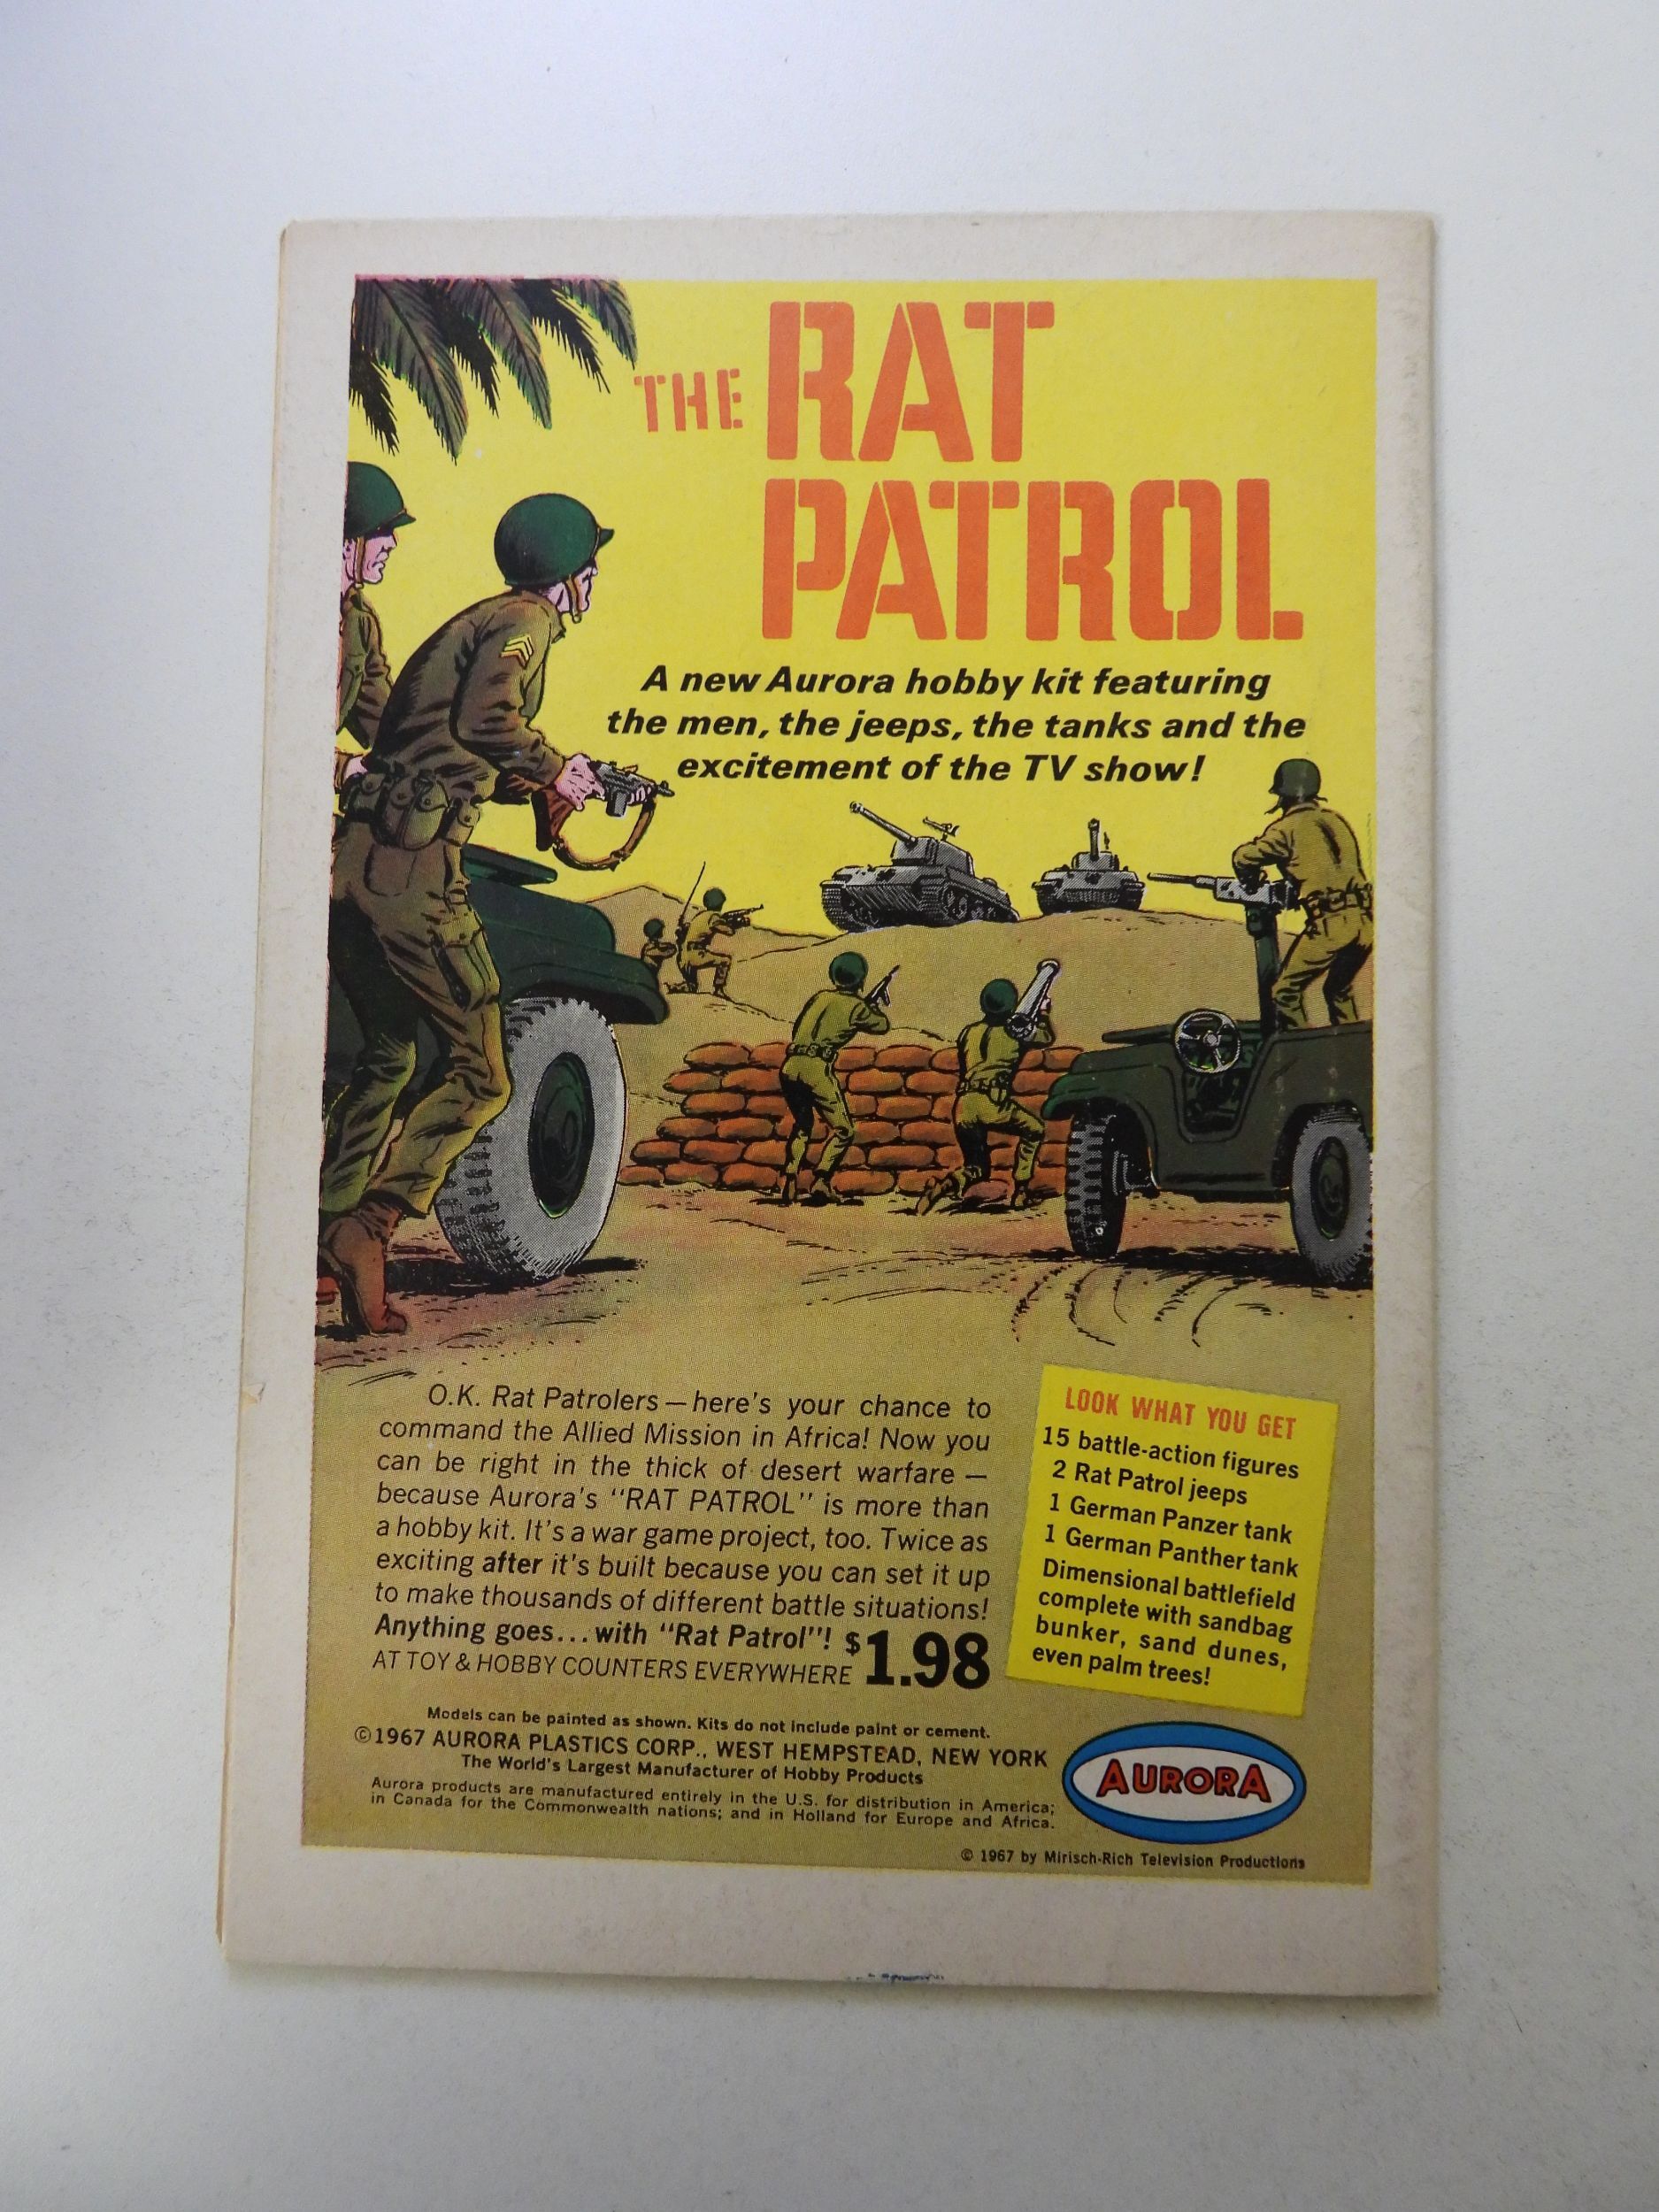 THE RAT
PATROL
A new Aurora hobby kit featuring
the men, the jeeps, the tanks and the
excitement of the TV show!
O.K. Rat Patrolers — here's your chance to
command the Allied Mission in Africa! Now you
can be right in the thick of desert warfare —
because Aurora's "RAT PATROL" is more than
a hobby kit. It's a war game project, too. Twice as
exciting after it's built because you can set it up
to make thousands of different battle situations!
Anything goes...with "Rat Patrol"!
AT TOY & HOBBY COUNTERS EVERYWHERE $1.98
LOOK WHAT YOU GET
15 battle-action figures
2 Rat Patrol jeeps
1 German Panzer tank
1 German Panther tank
Dimensional battlefield
complete with sandbag
bunker, sand dunes,
even palm trees!
Models can be painted as shown. Kits do not include paint or cement.
©1967 AURORA PLASTICS CORP., WEST HEMPSTEAD, NEW YORK
The World's Largest Manufacturer of Hobby Products
Aurora products are manufactured entirely in the U.S. for distribution in America;
in Canada for the Commonwealth nations; and in Holland for Europe and Africa.
AURORA
© 1967 by Mirisch-Rich Television Productions